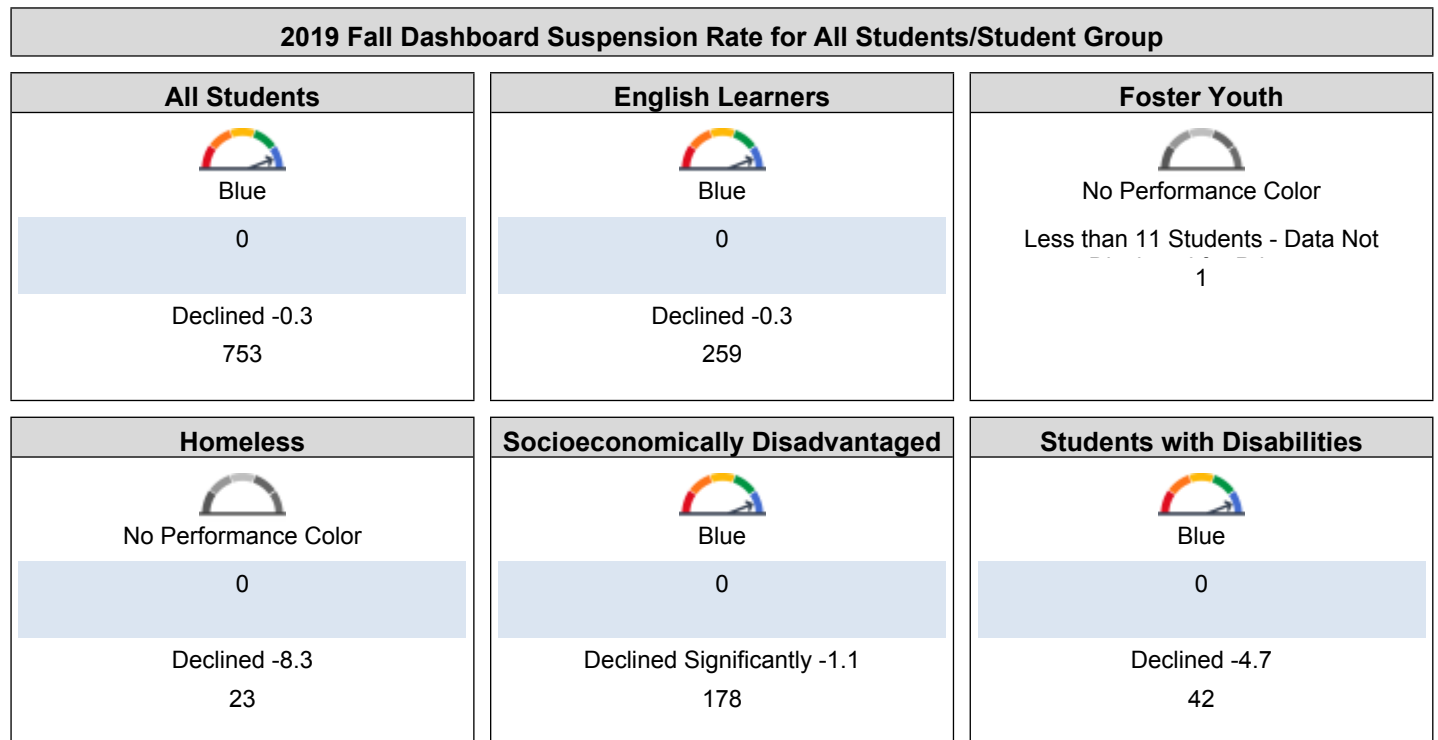 2019 Fall Dashboard Suspension Rate for All Students/Student Group
All Students
Blue
0
Declined -0.3
753
English Learners
Blue
0
Declined -0.3
259
Foster Youth
No Performance Color
Less than 11 Students - Data Not
1
Homeless
No Performance Color
0
Declined -8.3
23
Socioeconomically Disadvantaged
Blue
0
Declined Significantly -1.1
178
Students with Disabilities
Blue
0
Declined -4.7
42